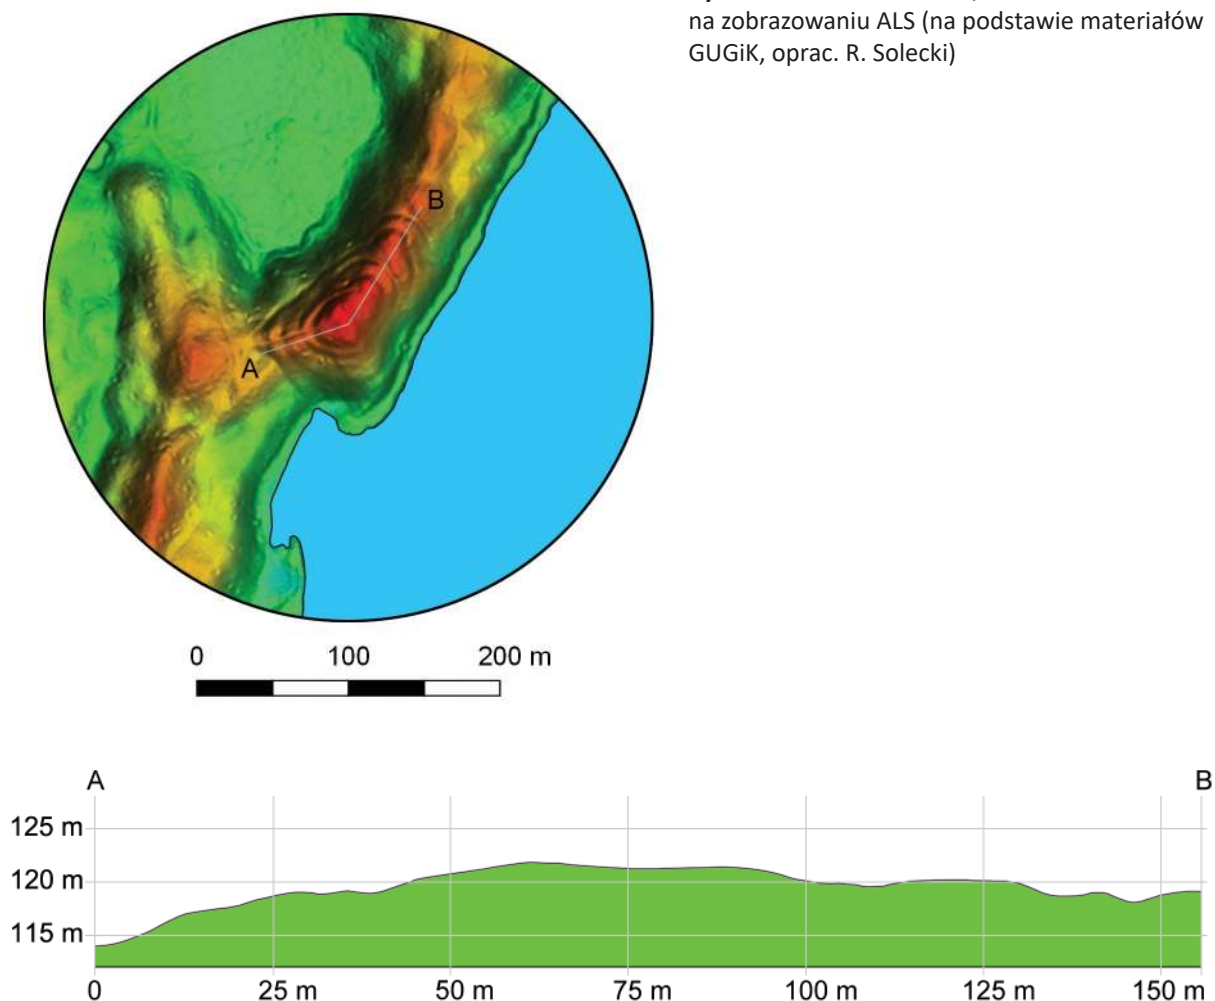 na zobrazowaniu ALS (na podstawie materiałów
GUGiK, oprac. R. Solecki)
B
A
0 100 200 m
A B
125 m
120 m
115 m
0 25 m 50 m 75 m 100 m 125 m 150 m